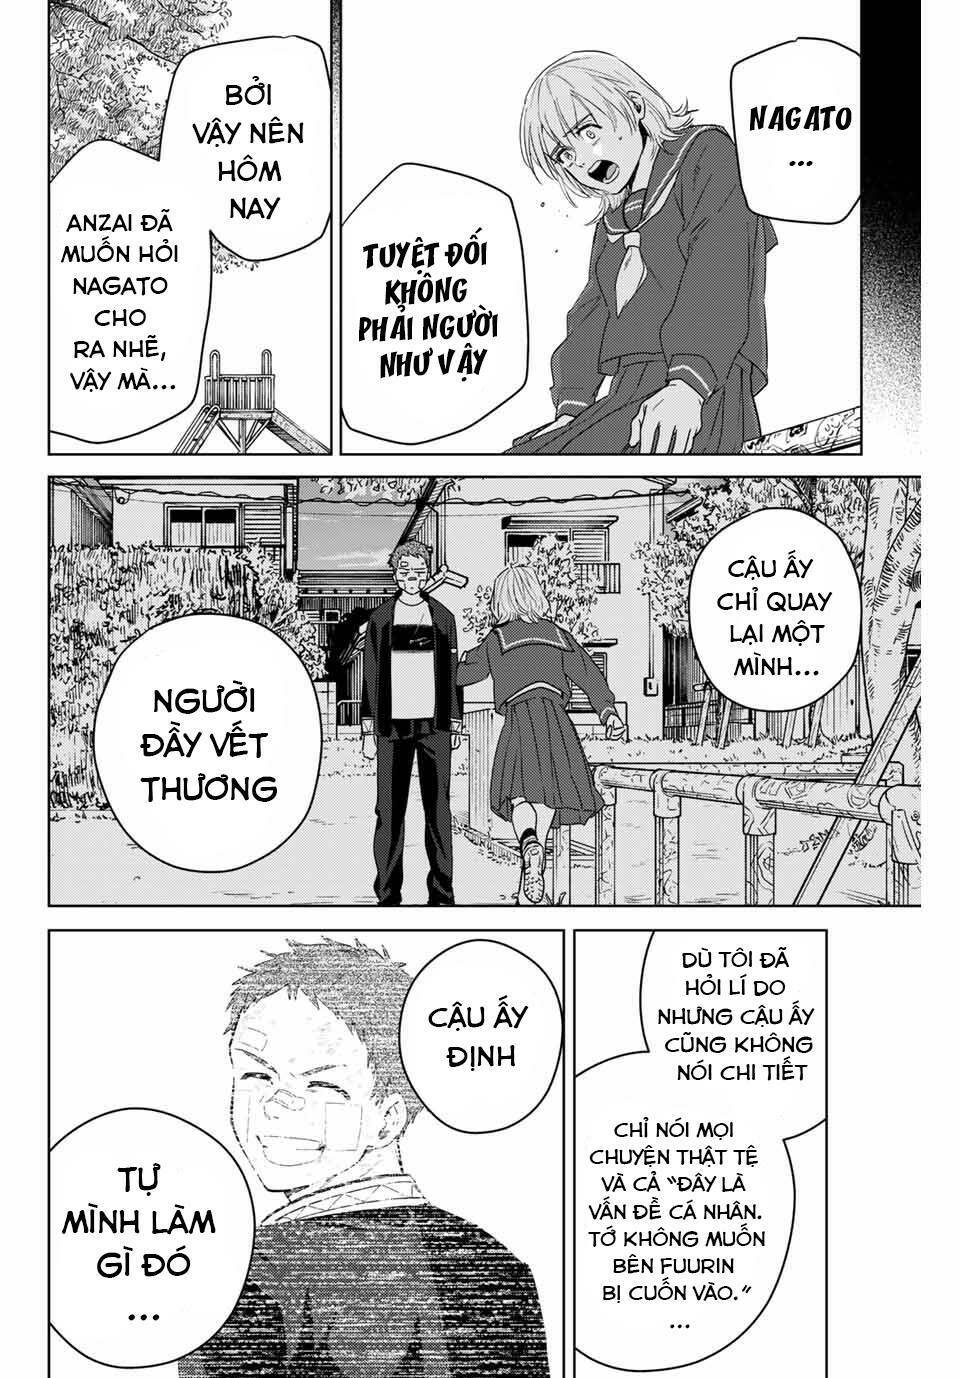 NAGATO
...
TUYỆT ĐỐI
KHÔNG
PHẢI NGƯỜI
NHƯ VẬY
BỞI
VẬY NÊN
HÔM
NAY
ANZAI ĐÃ
MUỐN HỎI
NAGATO
CHO
RA NHẼ,
VẬY MÀ...
CẬU ẤY
CHỈ QUAY
LẠI MỘT
MÌNH...
NGƯỜI
ĐẦY VẾT
THƯƠNG
DÙ TÔI ĐÃ
HỎI LÍ DO
NHƯNG CẬU ẤY
CŨNG KHÔNG
NÓI CHI TIẾT
CHỈ NÓI MỌI
CHUYỆN THẬT TỆ
VÀ CẢ "ĐÂY LÀ
VẤN ĐỀ CÁ NHÂN.
TỚ KHÔNG MUỐN
BÊN FUURIN
BỊ CUỐN VÀO."
...
CẬU ẤY
ĐỊNH
TỰ
MÌNH LÀM
GÌ ĐÓ
...